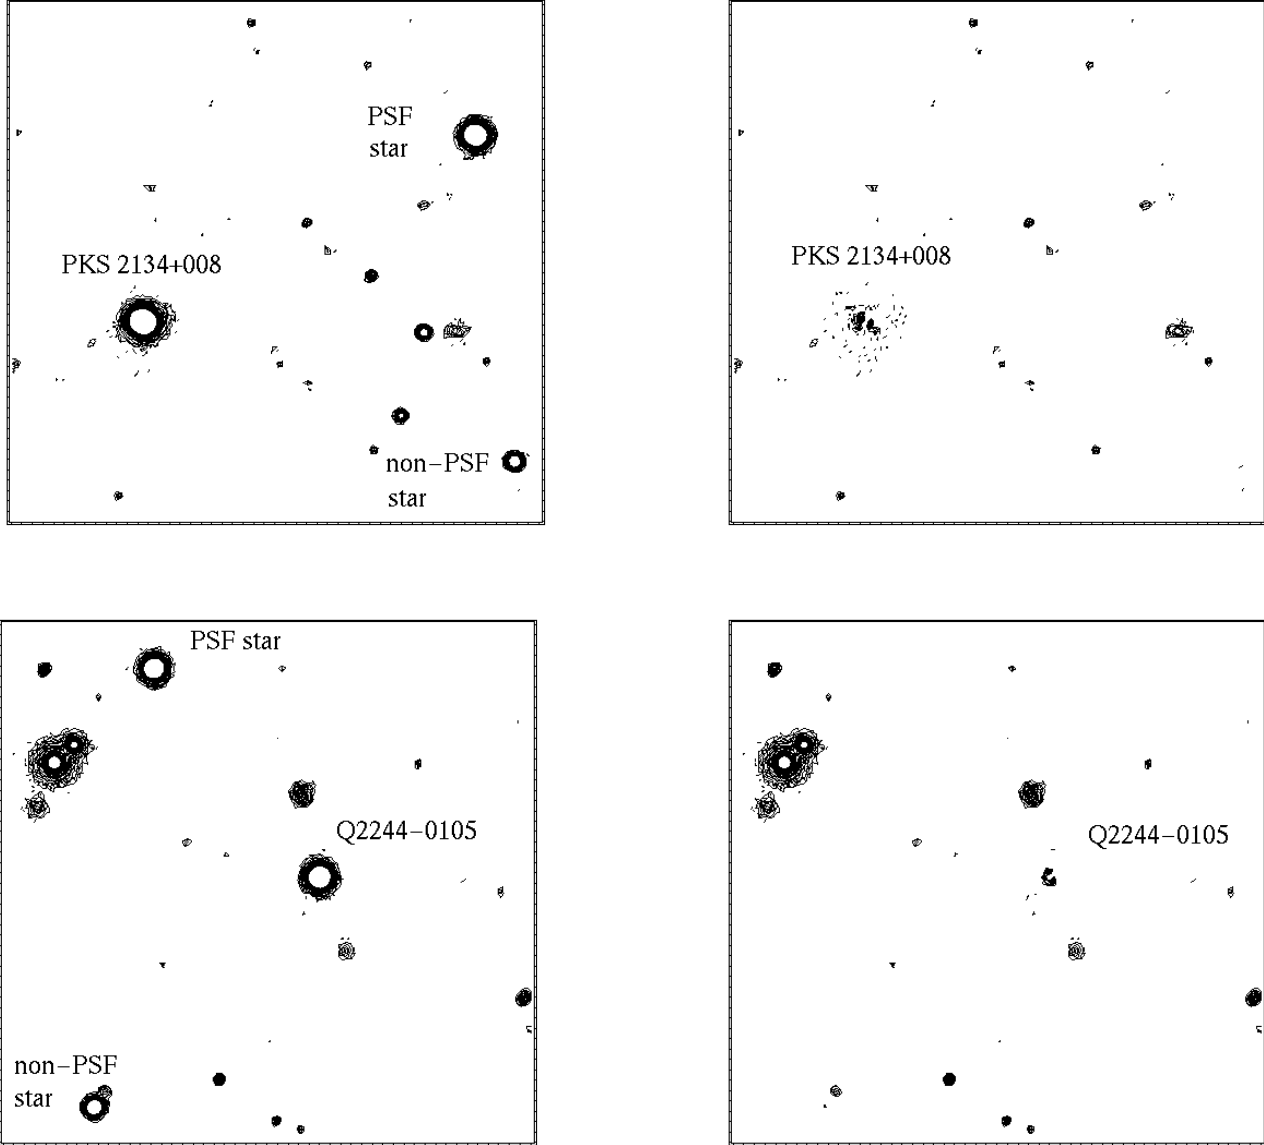 PSF
star
PKS 2134+008
PKS 2134+008
non-PSF
star
PSF star
Q2244-0105
Q2244-0105
non-PSF
star